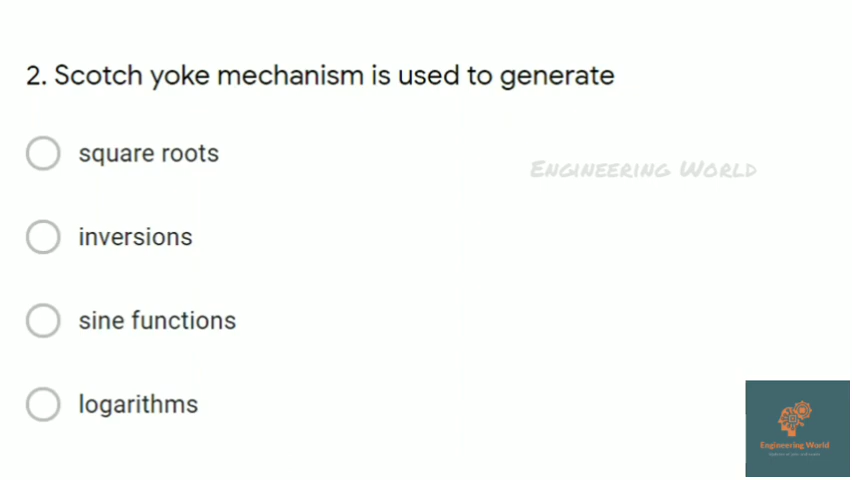 2. Scotch yoke mechanism is used to generate
square roots
Engineering World
inversions
sine functions
logarithms
Engineering World